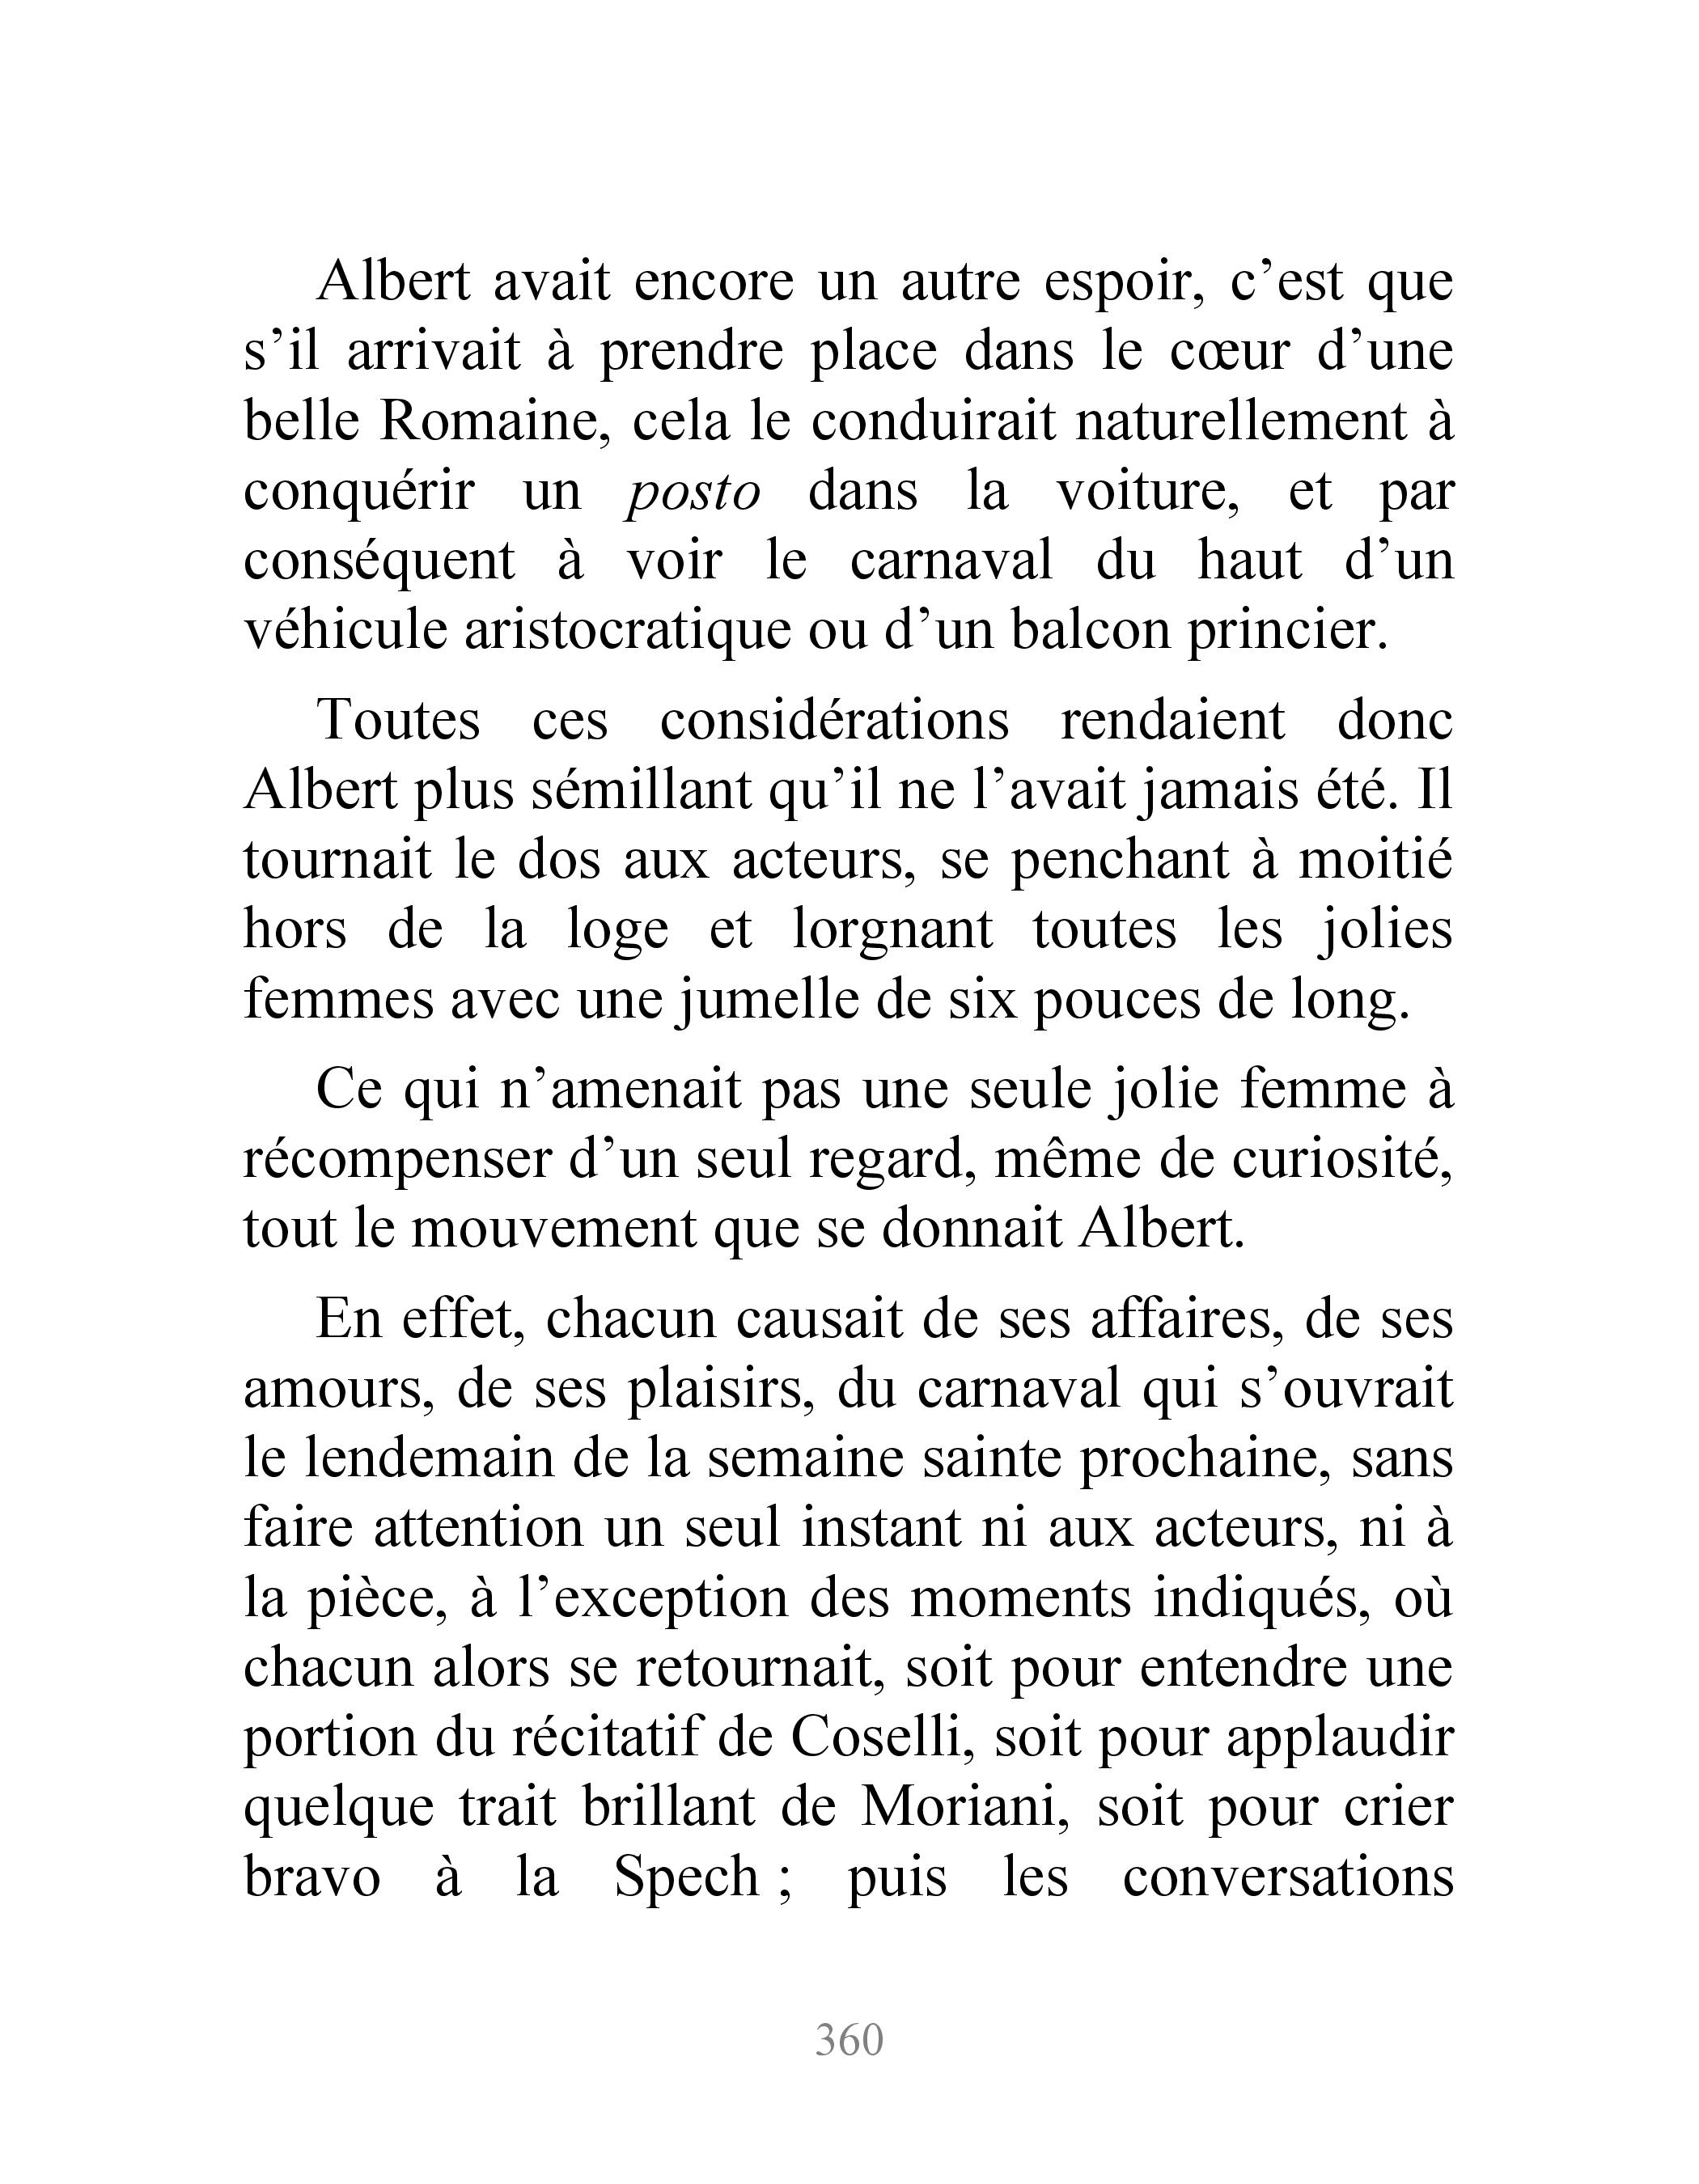 Albert avait encore un autre espoir, c’est que
s’il arrivait à prendre place dans le cœur d’une
belle Romaine, cela le conduirait naturellement à
conquérir un posto dans la voiture, et par
conséquent à voir le carnaval du haut d’un
véhicule aristocratique ou d’un balcon princier.
Toutes ces considérations rendaient donc
Albert plus sémillant qu’il ne l’avait jamais été. Il
tournait le dos aux acteurs, se penchant à moitié
hors de la loge et lorgnant toutes les jolies
femmes avec une jumelle de six pouces de long.
Ce qui n’amenait pas une seule jolie femme à
récompenser d’un seul regard, même de curiosité,
tout le mouvement que se donnait Albert.
En effet, chacun causait de ses affaires, de ses
amours, de ses plaisirs, du carnaval qui s’ouvrait
le lendemain de la semaine sainte prochaine, sans
faire attention un seul instant ni aux acteurs, ni à
la pièce, à l’exception des moments indiqués, où
chacun alors se retournait, soit pour entendre une
portion du récitatif de Coselli, soit pour applaudir
quelque trait brillant de Moriani, soit pour crier
bravo à la Spech ; puis les conversations
360